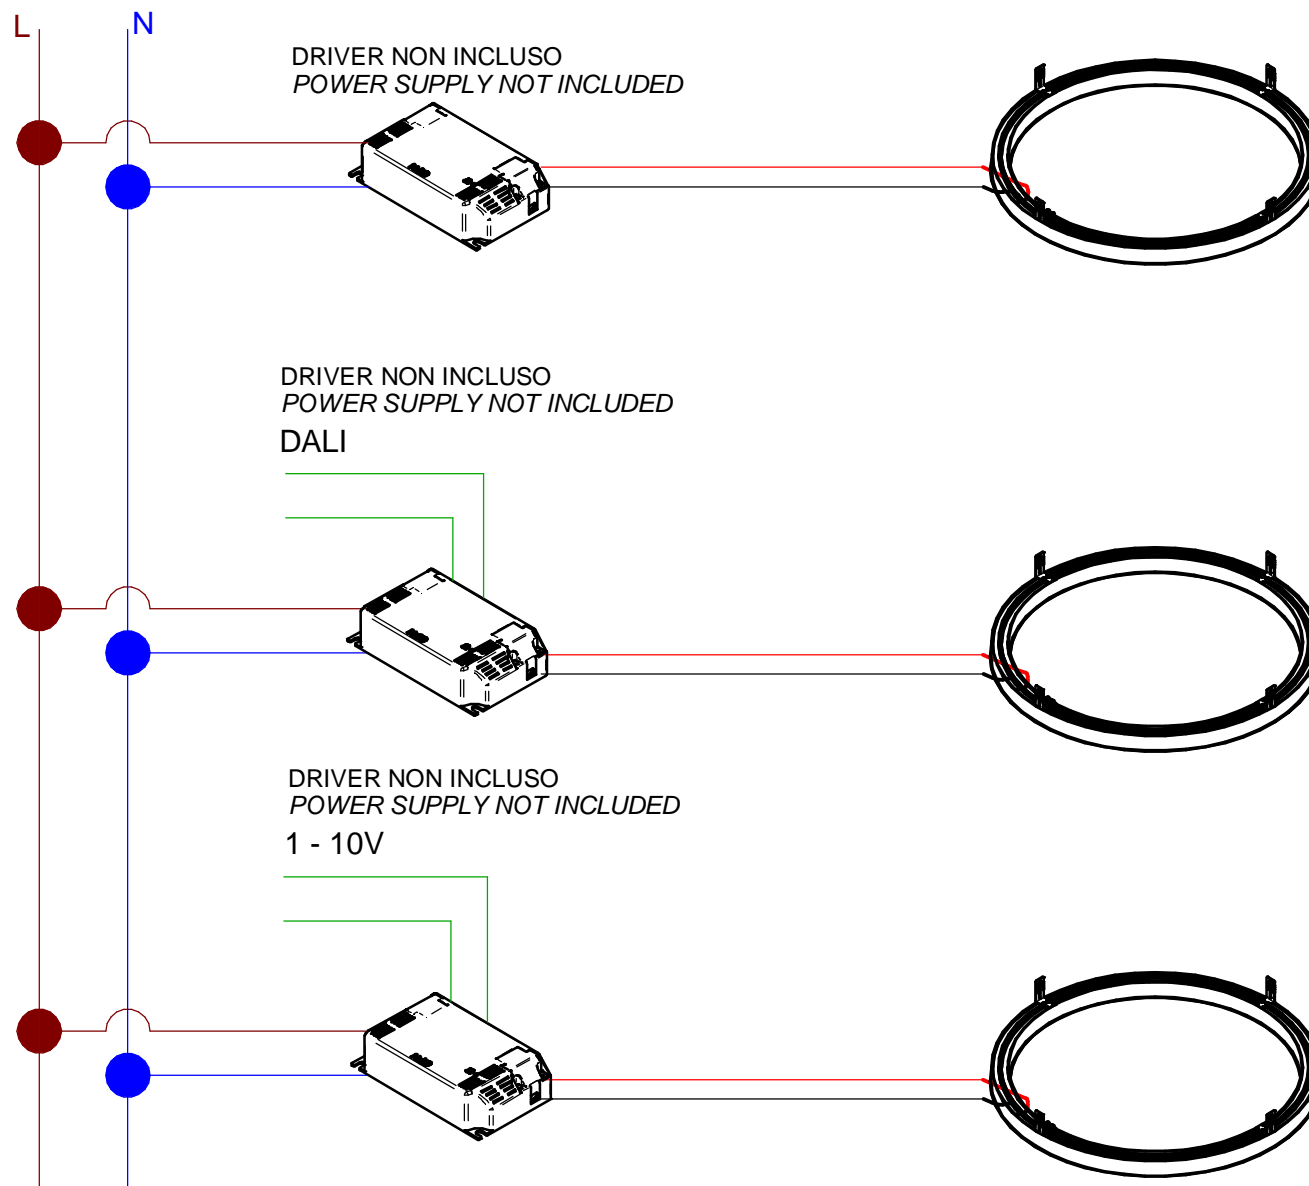 L
N
DRIVER NON INCLUSO
POWER SUPPLY NOT INCLUDED
DRIVER NON INCLUSO
POWER SUPPLY NOT INCLUDED
DALI
DRIVER NON INCLUSO
POWER SUPPLY NOT INCLUDED
1 - 10V